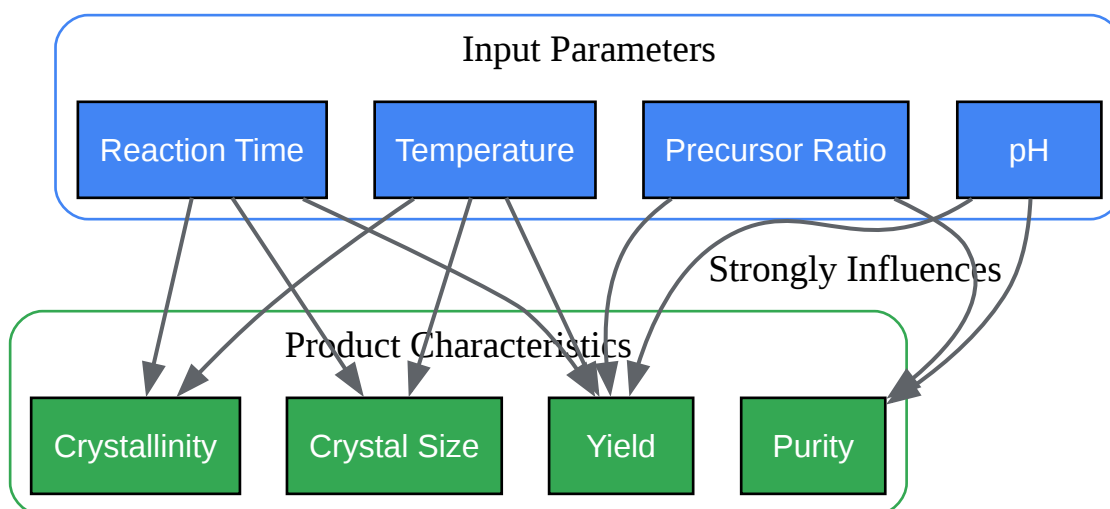 Input Parameters
Reaction Time
Temperature
Precursor Ratio
pH
Strongly Influences
Product Characteristics
Crystallinity
Crystal Size
Yield
Purity